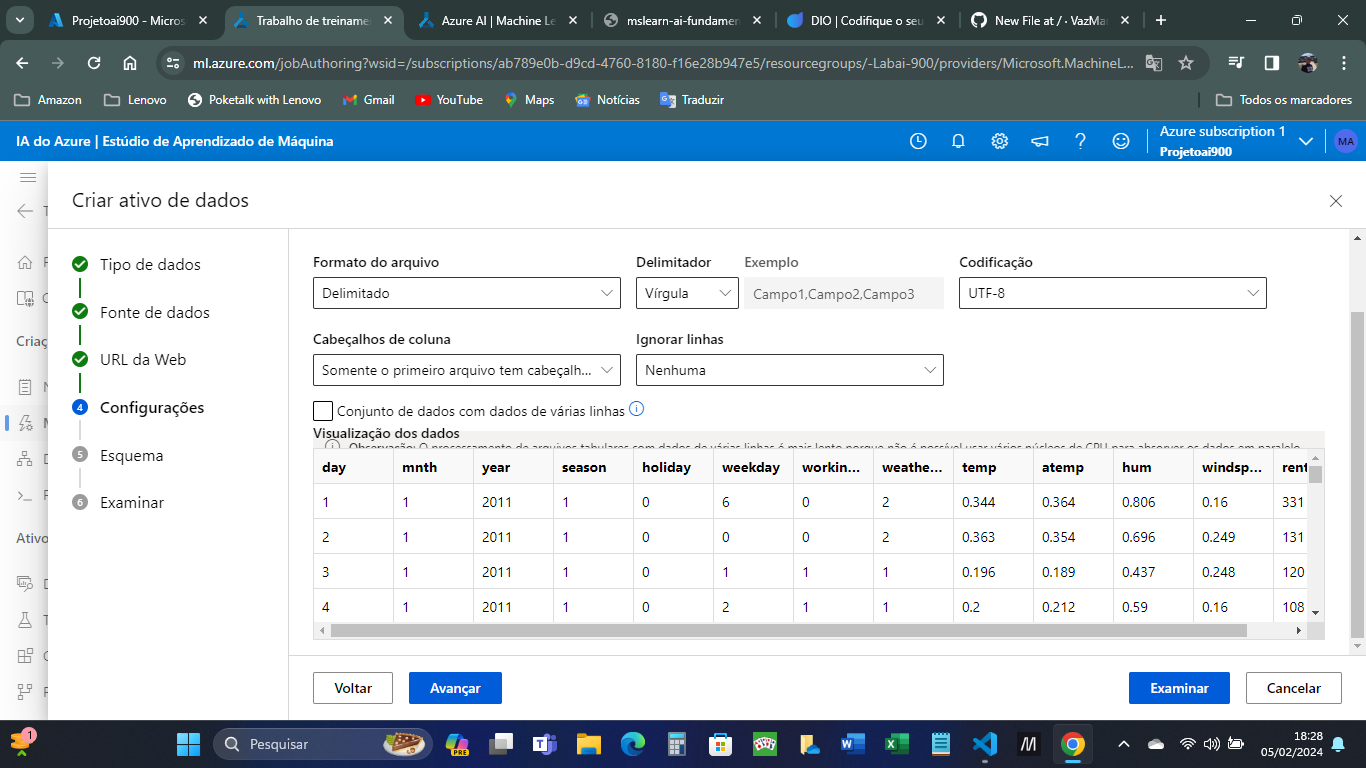 Projetoai900 - Micros
Trabalho de treiname
Azure AI | Machine Le
mslearn-ai-fundamen
DIO | Codifique o seu
New File at / · VazMa
ml.azure.com/jobAuthoring?wsid=/subscriptions/ab789e0b-d9cd-4760-8180-f16e28b947e5/resourcegroups/-Labai-900/providers/Microsoft.MachineL...
Amazon
Lenovo
Poketalk with Lenovo
Gmail
YouTube
Maps
Notícias
Traduzir
Todos os marcadores
IA do Azure | Estúdio de Aprendizado de Máquina
Azure subscription 1
Projetoai900
MA
Criar ativo de dados
Criaç
Ativo
Tipo de dados
Fonte de dados
URL da Web
4 Configurações
5 Esquema
6 Examinar
Formato do arquivo
Delimitado
Delimitador
Vírgula
Exemplo
Campo1,Campo2,Campo3
Codificação
UTF-8
Cabeçalhos de coluna
Somente o primeiro arquivo tem cabeçalh...
Ignorar linhas
Nenhuma
Conjunto de dados com dados de várias linhas
Visualização dos dados
Observação: O processamento de arquivos tabulares com dados de várias linhas é mais lento porque não é possível usar vários núcleos de CPU para absorver os dados em paralelo
day mnth year season holiday weekday workin... weathe... temp atemp hum windsp... rent
1 1 2011 1 0 6 0 2 0.344 0.364 0.806 0.16 331
2 1 2011 1 0 0 0 2 0.363 0.354 0.696 0.249 131
3 1 2011 1 0 1 1 1 0.196 0.189 0.437 0.248 120
4 1 2011 1 0 2 1 1 0.2 0.212 0.59 0.16 108
Voltar
Avançar
Examinar
Cancelar
1
Pesquisar
PRE
18:28
05/02/2024